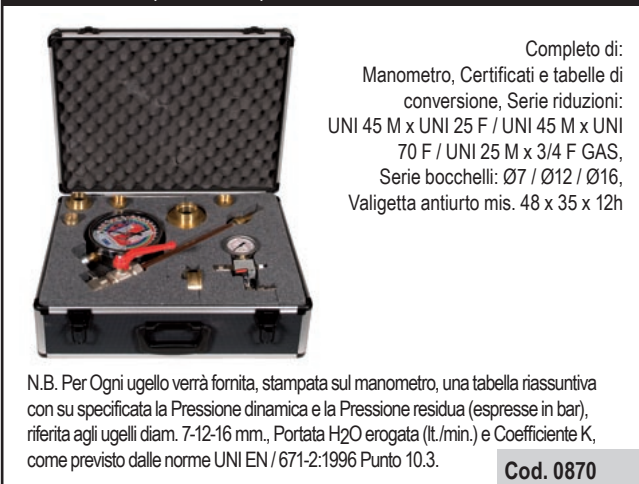 Completo di:
Manometro, Certificati e tabelle di
conversione, Serie riduzioni:
UNI 45 M x UNI 25 F / UNI 45 M x UNI
70 F / UNI 25 M x 3/4 F GAS,
Serie bocchelli: Ø7 / Ø12 / Ø16,
Valigetta antiurto mis. 48 x 35 x 12h
N.B. Per Ogni ugello verrà fornita, stampata sul manometro, una tabella riassuntiva
con su specificata la Pressione dinamica e la Pressione residua (espresse in bar),
riferita agli ugelli diam. 7-12-16 mm., Portata H2O erogata (lt./min.) e Coefficiente K,
come previsto dalle norme UNI EN / 671-2:1996 Punto 10.3.
Cod. 0870